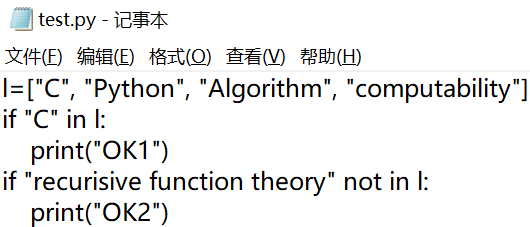 test.py - 记事本
文件(F) 编辑(E) 格式(O) 查看(V) 帮助(H)
l=["C", "Python", "Algorithm", "computability"]
if "C" in l:
    print("OK1")
if "recurisive function theory" not in l:
    print("OK2")